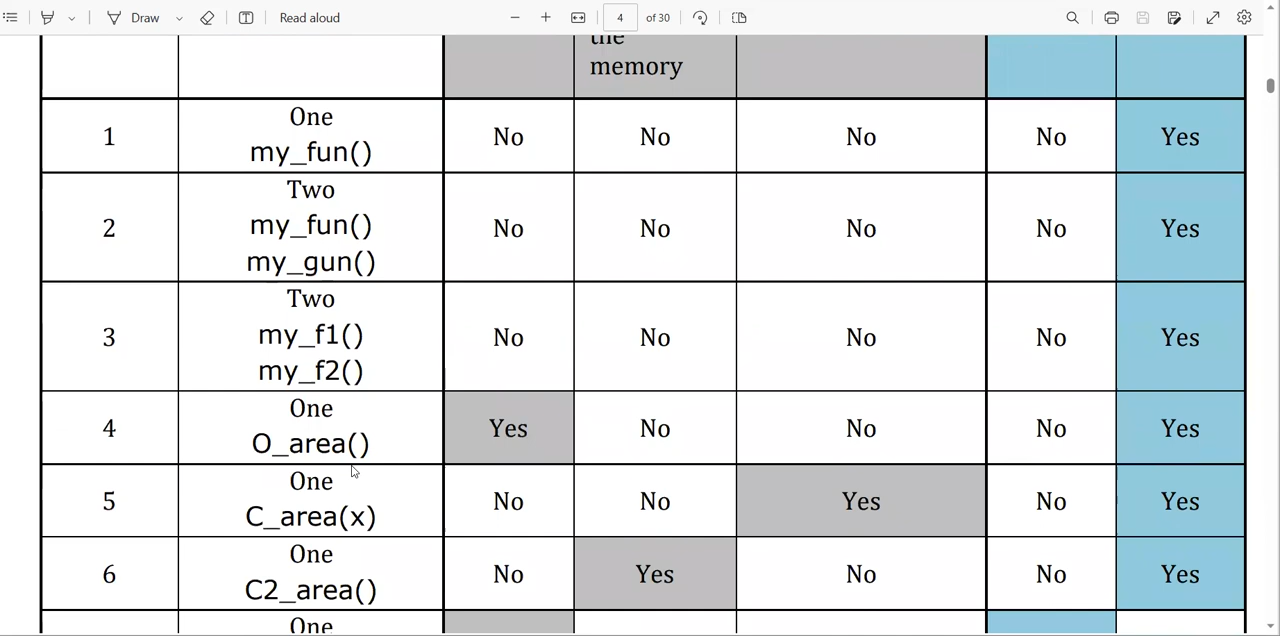 Draw
Read aloud
4
of 30
the
memory
1
One
my_fun()
No
No
No
No
Yes
2
Two
my_fun()
my_gun()
No
No
No
No
Yes
3
Two
my_f1()
my_f2()
No
No
No
No
Yes
4
One
O_area()
Yes
No
No
No
Yes
5
One
C_area(x)
No
No
Yes
No
Yes
6
One
C2_area()
No
Yes
No
No
Yes
One